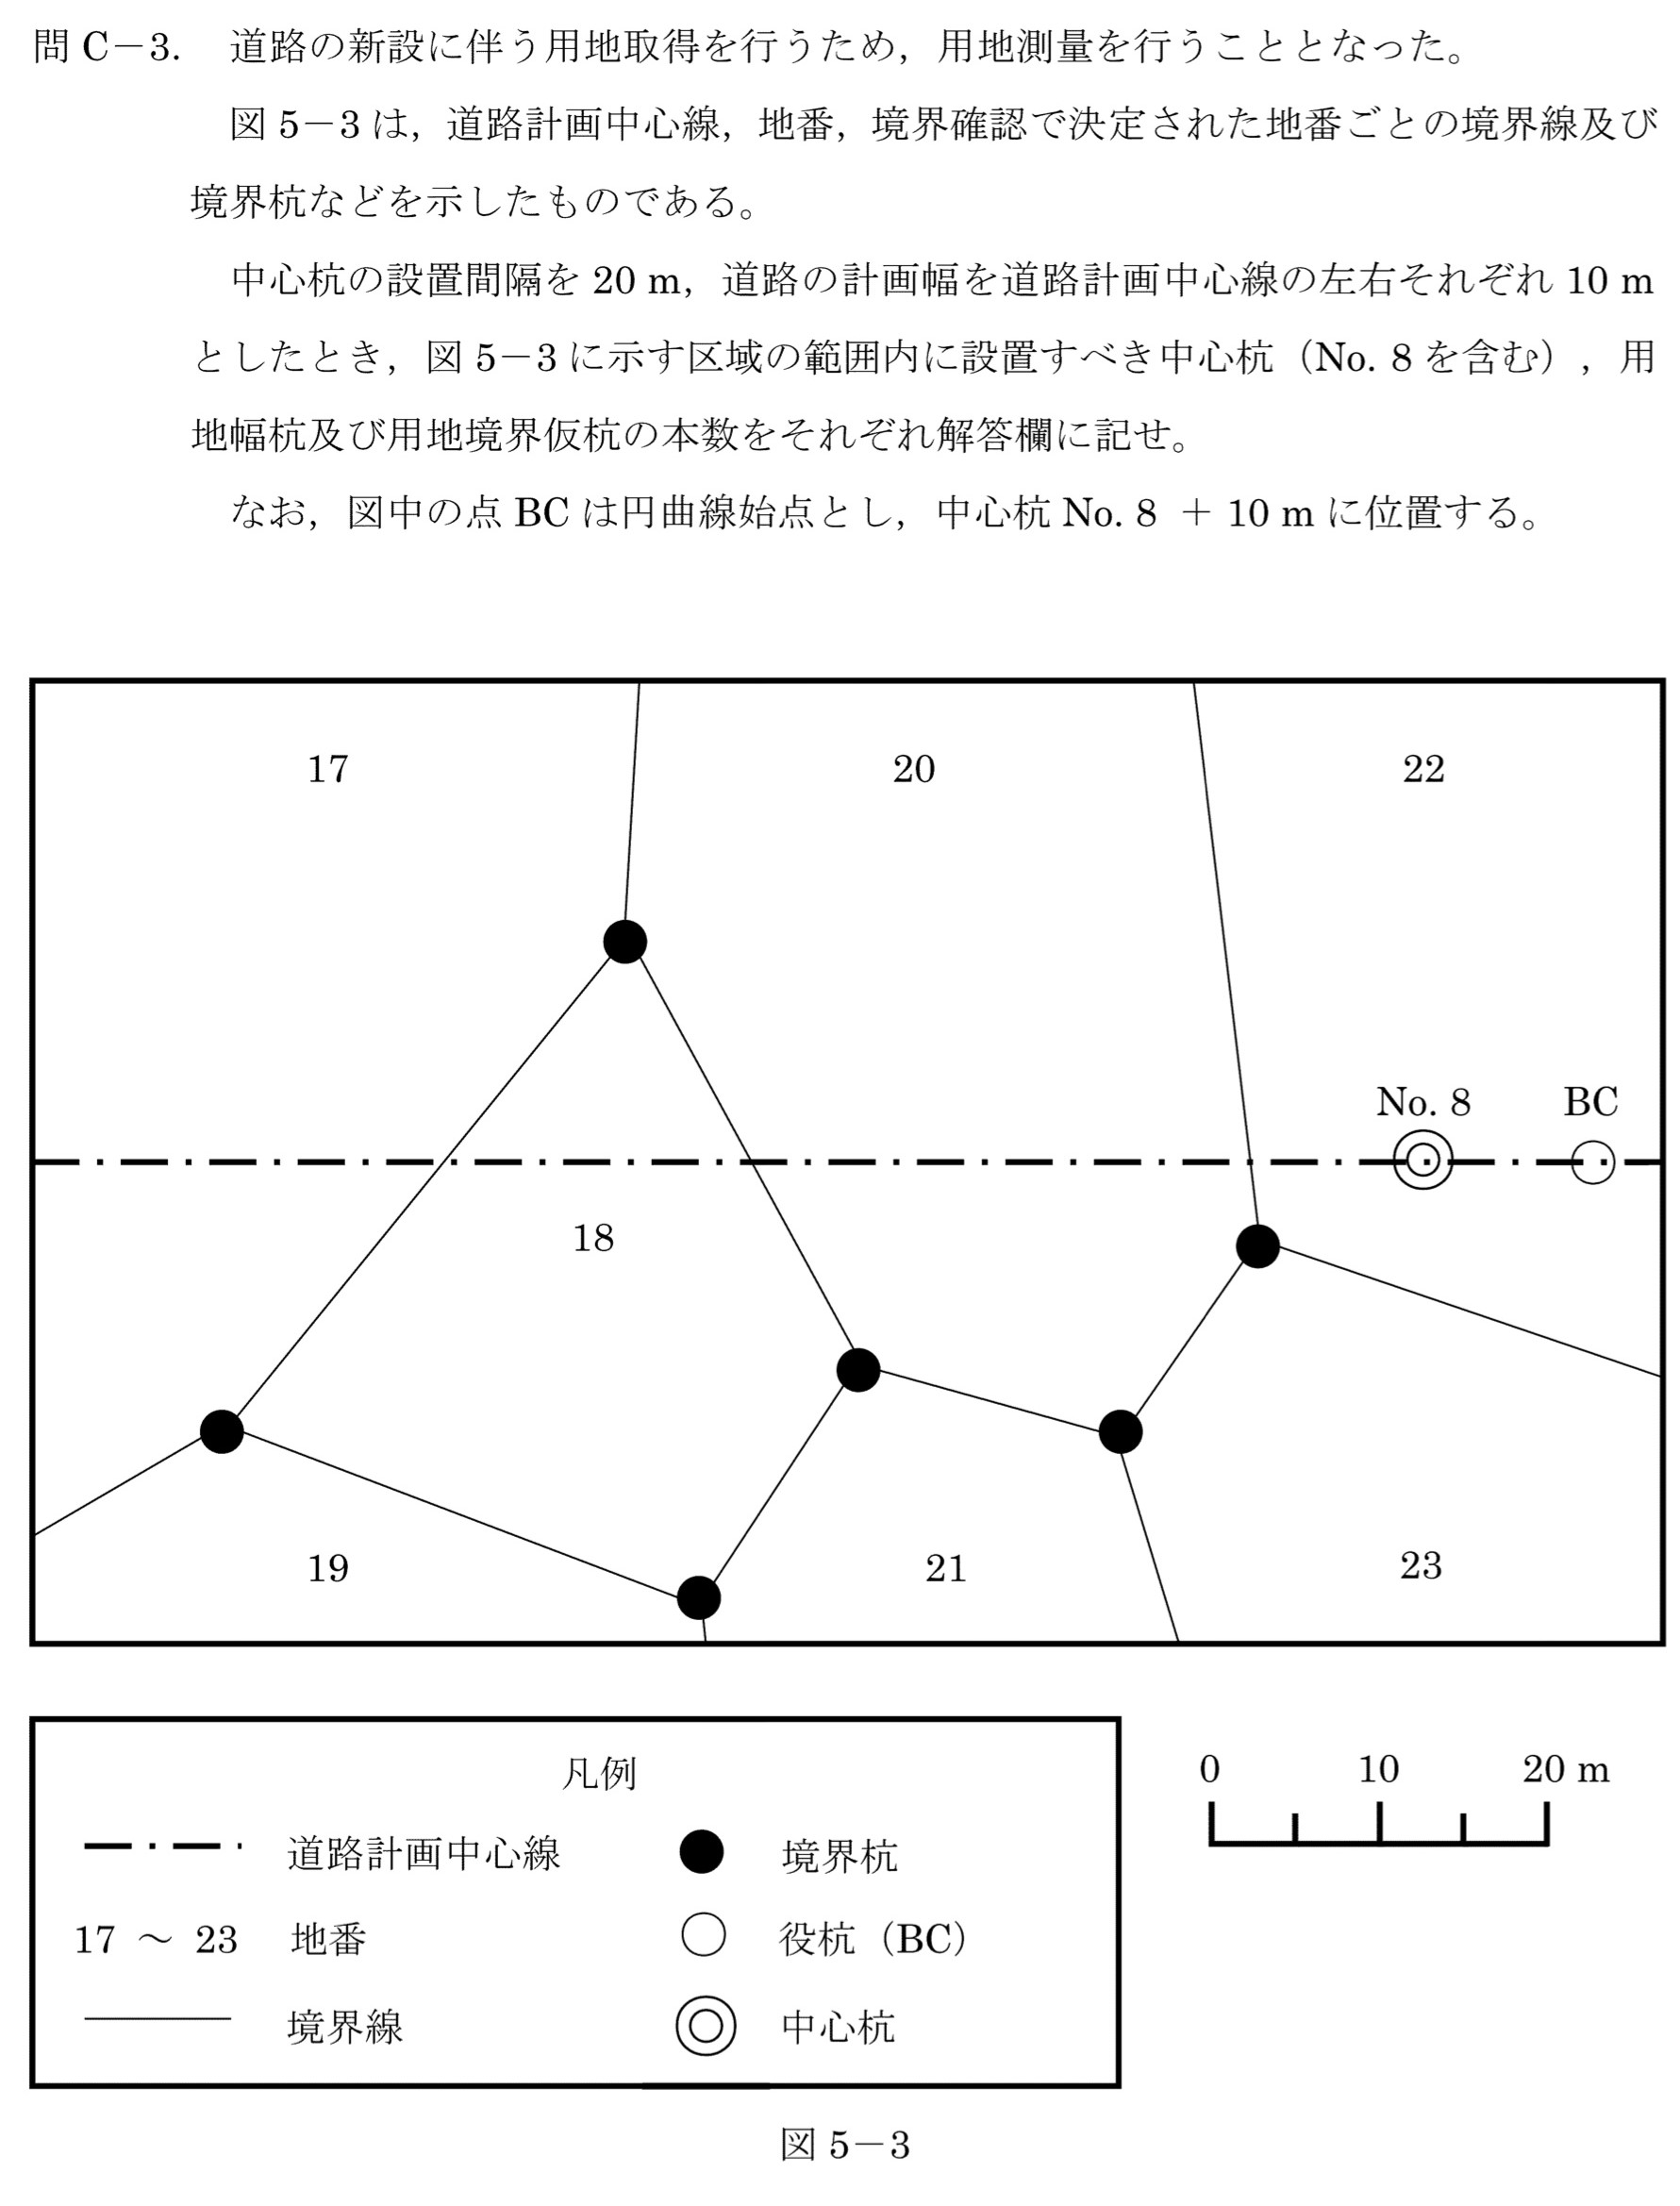 問 C－3.　道路の新設に伴う用地取得を行うため，用地測量を行うこととなった。
図 5－3 は，道路計画中心線，地番，境界確認で決定された地番ごとの境界線及び
境界杭などを示したものである。
中心杭の設置間隔を 20 m，道路の計画幅を道路計画中心線の左右それぞれ 10 m
としたとき，図 5－3 に示す区域の範囲内に設置すべき中心杭（No. 8 を含む），用
地幅杭及び用地境界仮杭の本数をそれぞれ解答欄に記せ。
なお，図中の点 BC は円曲線始点とし，中心杭 No. 8 ＋ 10 m に位置する。
17
20
22
No. 8
BC
18
19
21
23
凡例
道路計画中心線
境界杭
17 ～ 23
地番
役杭（BC）
境界線
中心杭
0
10
20 m
図 5－3